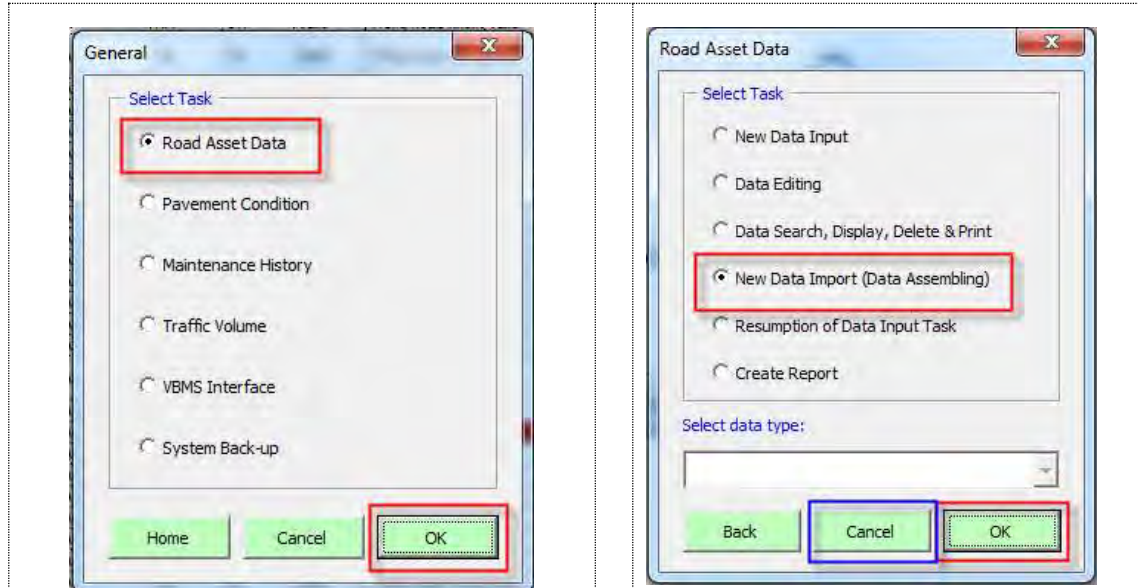 General
Select Task
Road Asset Data
Pavement Condition
Maintenance History
Traffic Volume
VBMS Interface
System Back-up
Home Cancel OK
Road Asset Data
Select Task
New Data Input
Data Editing
Data Search, Display, Delete & Print
New Data Import (Data Assembling)
Resumption of Data Input Task
Create Report
Select data type:
Back Cancel OK